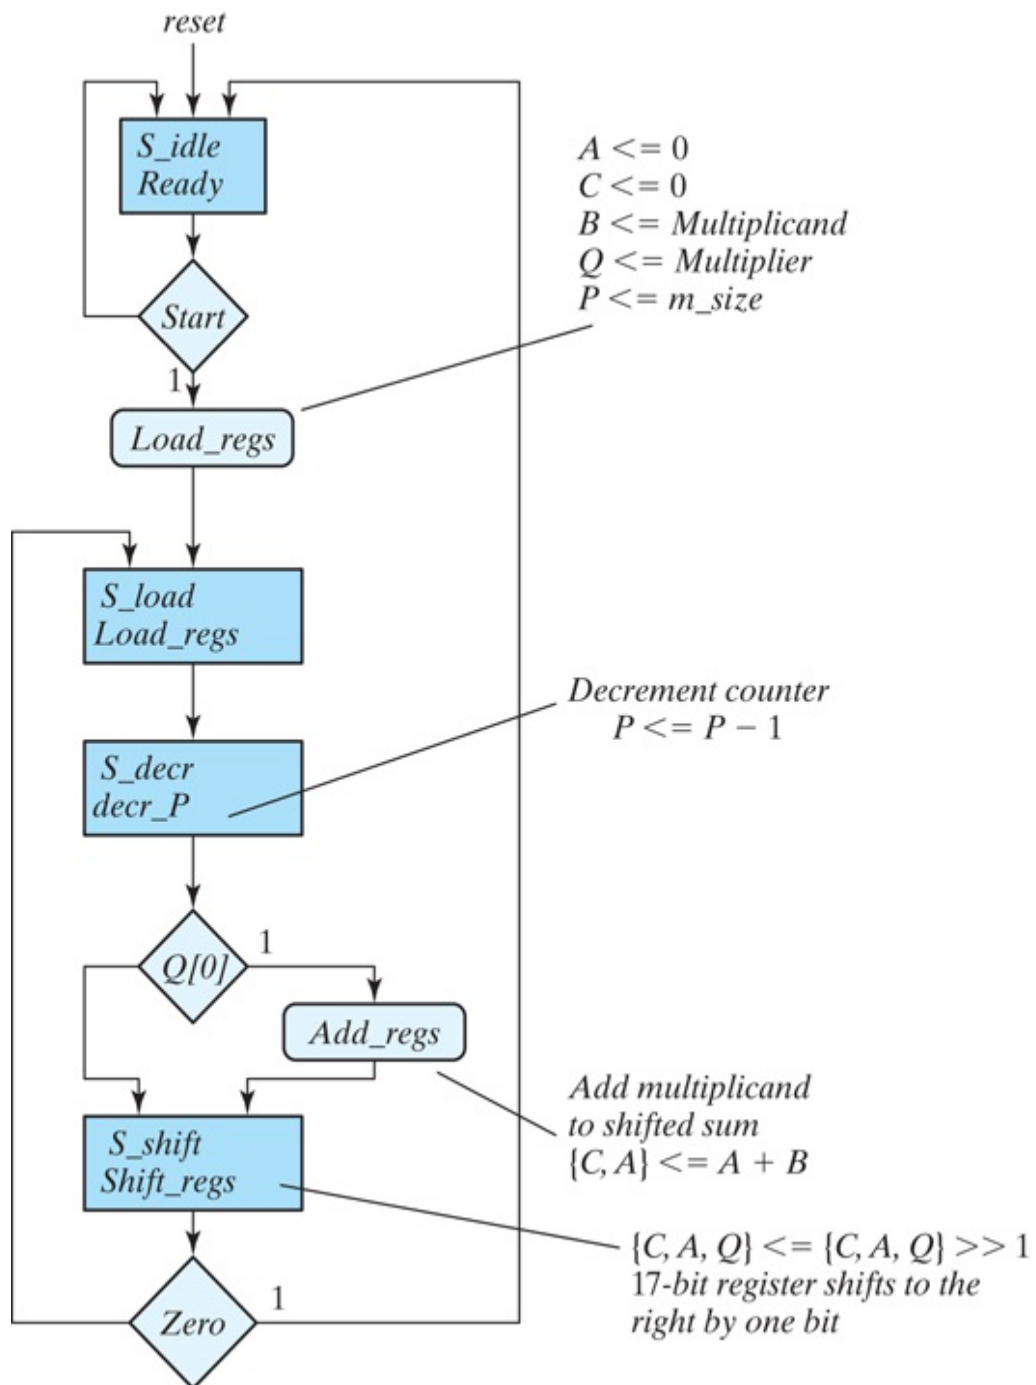 reset
S_idle
Ready
A <= 0
C <= 0
B <= Multiplicand
Q <= Multiplier
P <= m_size
Start
1
Load_regs
S_load
Load_regs
Decrement counter
P <= P − 1
S_decr
decr_P
1
Q[0]
Add_regs
Add multiplicand
to shifted sum
{C, A} <= A + B
S_shift
Shift_regs
{C, A, Q} <= {C, A, Q} >> 1
17-bit register shifts to the
right by one bit
1
Zero